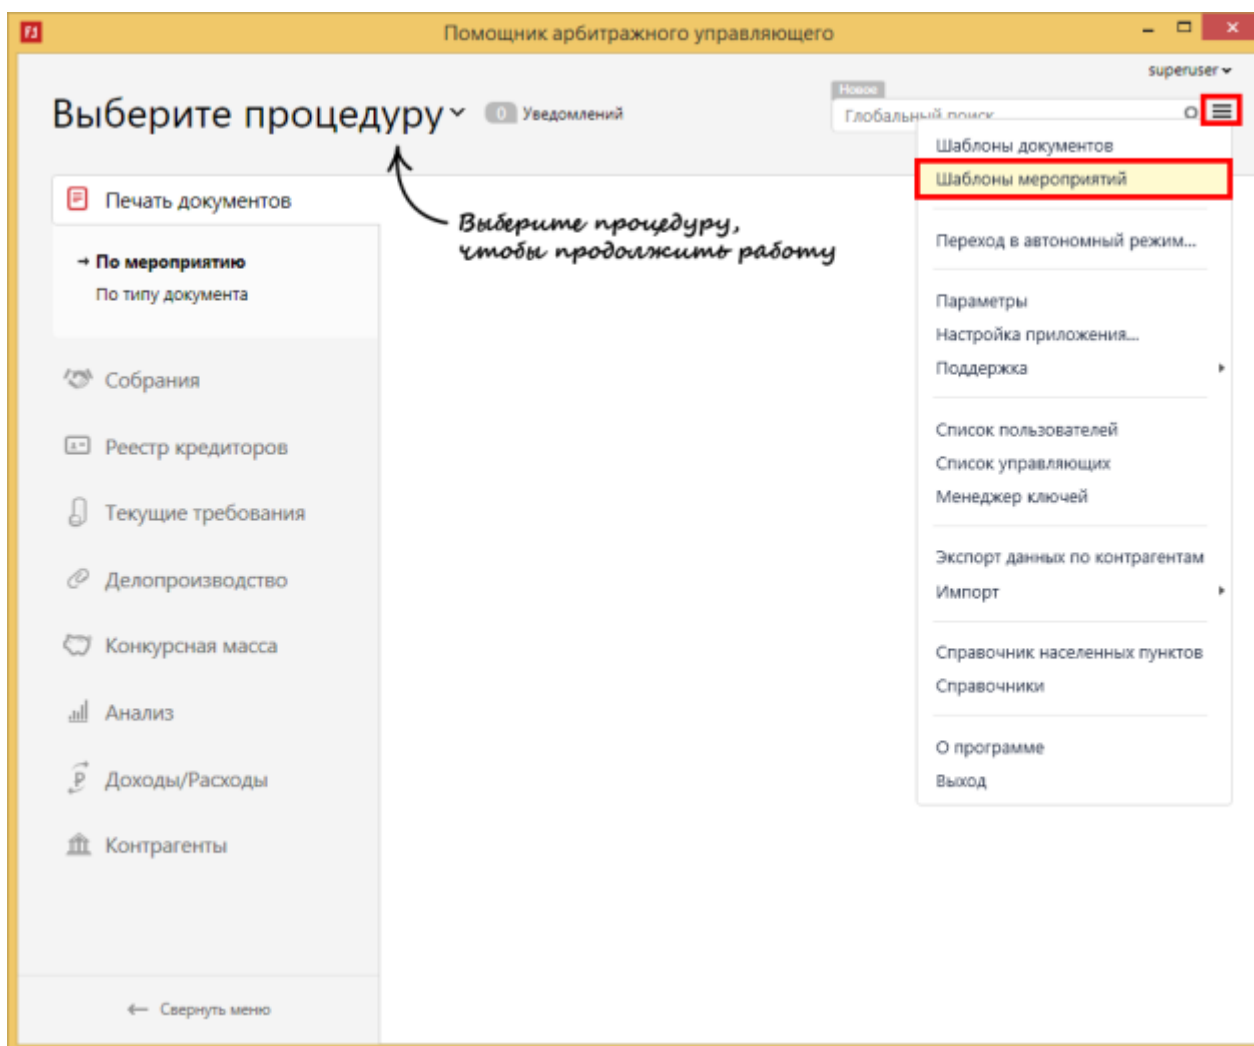 Помощник арбитражного управляющего
superuser
Выберите процедуру
0 Уведомлений
Новое
Глобальный поиск
Шаблоны документов
Шаблоны мероприятий
Переход в автономный режим...
Параметры
Настройка приложения...
Поддержка
Список пользователей
Список управляющих
Менеджер ключей
Экспорт данных по контрагентам
Импорт
Справочник населенных пунктов
Справочники
О программе
Выход
Выберите процедуру,
чтобы продолжить работу
Печать документов
→ По мероприятию
По типу документа
Собрания
Реестр кредиторов
Текущие требования
Делопроизводство
Конкурсная масса
Анализ
Доходы/Расходы
Контрагенты
← Свернуть меню